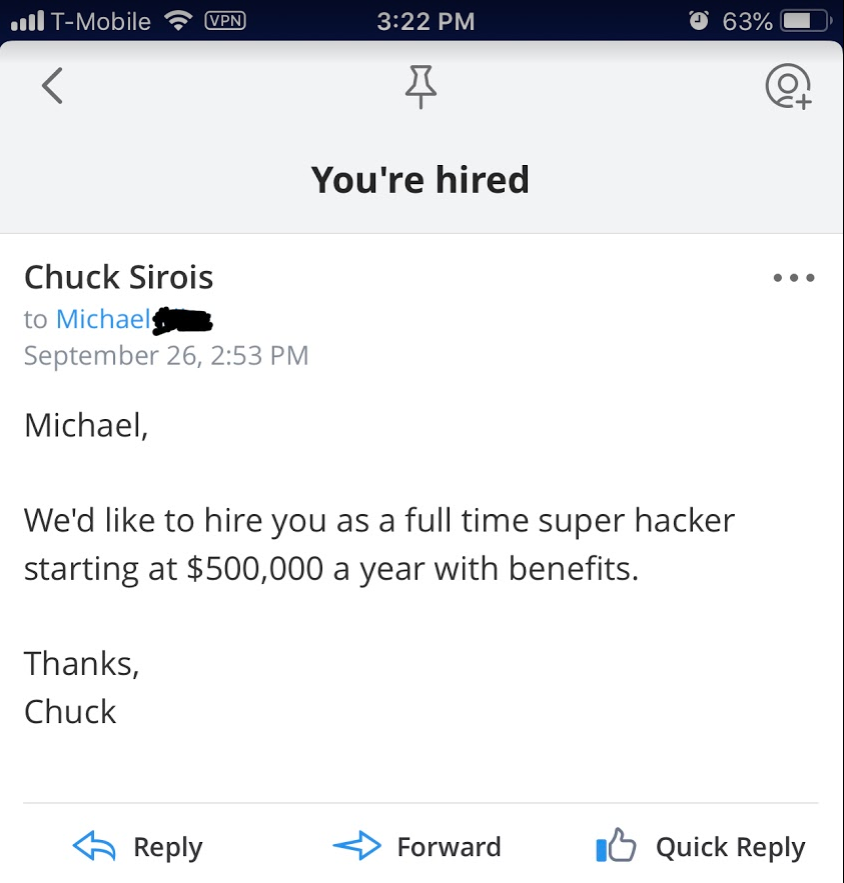 T-Mobile VPN 3:22 PM 63%
You're hired
Chuck Sirois
to Michael
September 26, 2:53 PM
Michael,
We'd like to hire you as a full time super hacker
starting at $500,000 a year with benefits.
Thanks,
Chuck
Reply Forward Quick Reply